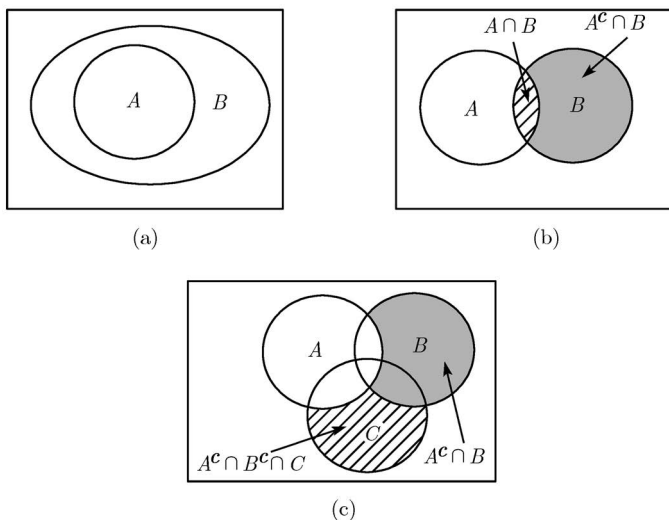 A B
(a)
A ∩ B Aᶜ ∩ B
A B
(b)
A B
C
Aᶜ ∩ Bᶜ ∩ C Aᶜ ∩ B
(c)